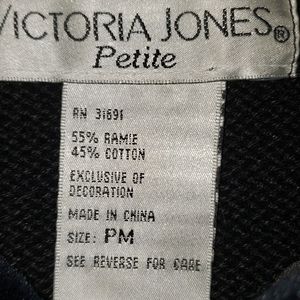 VICTORIA JONES®
Petite
RN 31691
55% RAMIE
45% COTTON
EXCLUSIVE OF
DECORATION
MADE IN CHINA
SIZE: PM
SEE REVERSE FOR CARE